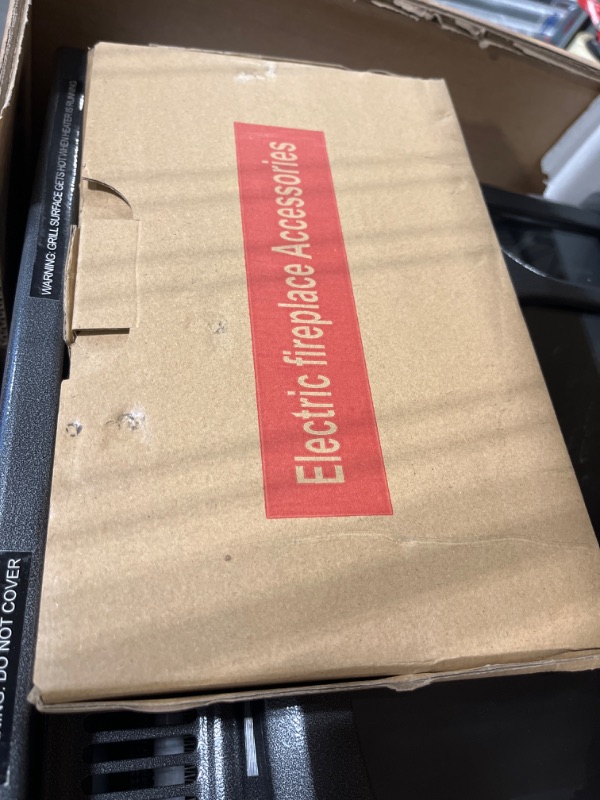 Electric fireplace Accessories
WARNING: GRILL SURFACE GETS HOT WHEN HEATER IS RUNNING
DO NOT COVER